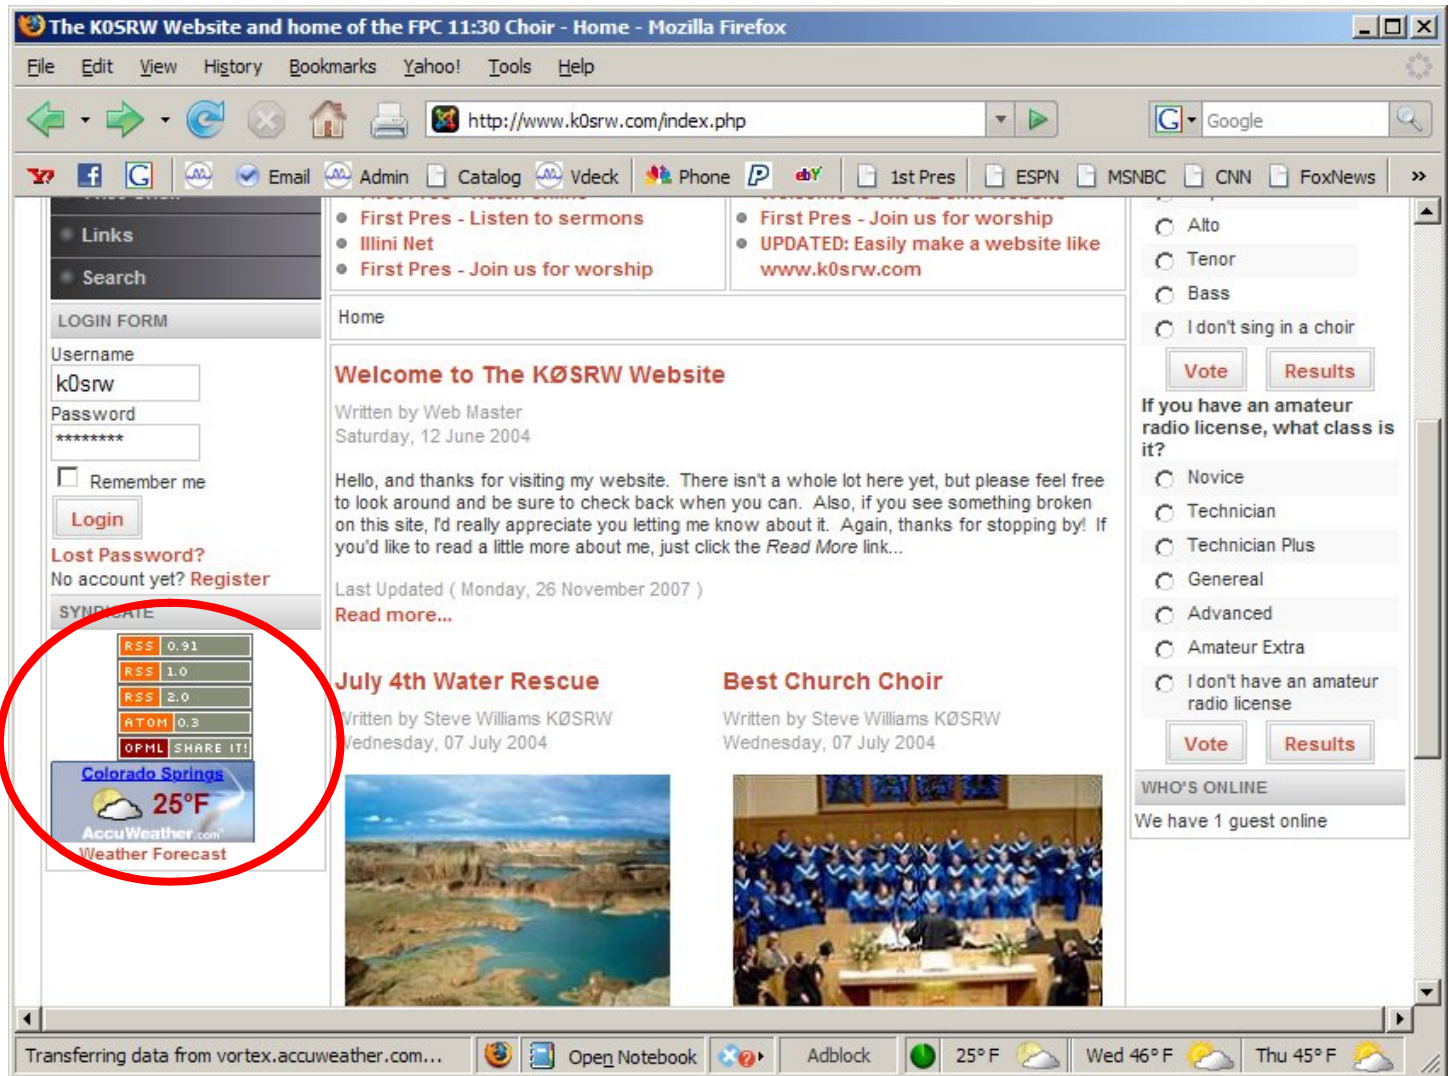 The K0SRW Website and home of the FPC 11:30 Choir - Home - Mozilla Firefox
File Edit View History Bookmarks Yahoo! Tools Help
http://www.k0srw.com/index.php
G Google
Y? f G Email Admin Catalog Vdeck Phone P ebY 1st Pres ESPN MSNBC CNN FoxNews »
Links
Search
LOGIN FORM
Username
k0srw
Password
********
Remember me
Login
Lost Password?
No account yet? Register
SYNDICATE
RSS 0.91
RSS 1.0
RSS 2.0
ATOM 0.3
OPML SHARE IT!
Colorado Springs
25°F
AccuWeather.com
Weather Forecast
First Pres - Listen to sermons
Illini Net
First Pres - Join us for worship
First Pres - Join us for worship
UPDATED: Easily make a website like
www.k0srw.com
Home
Welcome to The KØSRW Website
Written by Web Master
Saturday, 12 June 2004
Hello, and thanks for visiting my website. There isn't a whole lot here yet, but please feel free
to look around and be sure to check back when you can. Also, if you see something broken
on this site, I'd really appreciate you letting me know about it. Again, thanks for stopping by! If
you'd like to read a little more about me, just click the Read More link...
Last Updated ( Monday, 26 November 2007 )
Read more...
July 4th Water Rescue
Written by Steve Williams KØSRW
Wednesday, 07 July 2004
Best Church Choir
Written by Steve Williams KØSRW
Wednesday, 07 July 2004
Alto
Tenor
Bass
I don't sing in a choir
Vote Results
If you have an amateur
radio license, what class is
it?
Novice
Technician
Technician Plus
Genereal
Advanced
Amateur Extra
I don't have an amateur
radio license
Vote Results
WHO'S ONLINE
We have 1 guest online
Transferring data from vortex.accuweather.com... Open Notebook Adblock 25° F Wed 46° F Thu 45° F